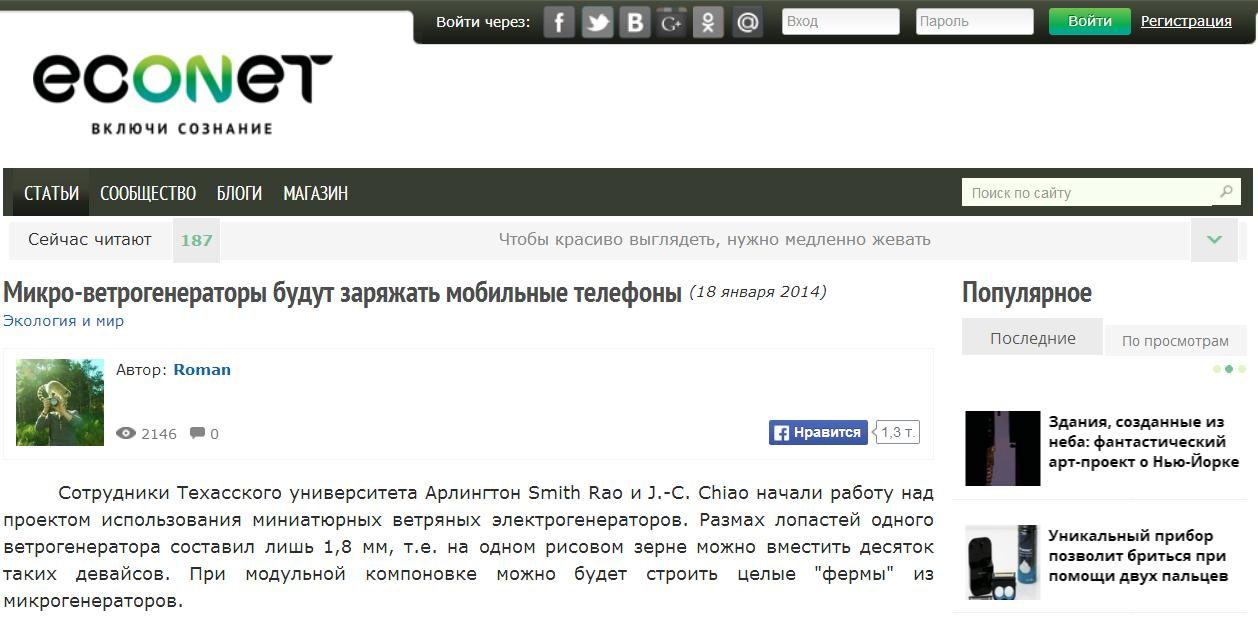 Войти через:
Вход
Пароль
Войти
Регистрация
econet
ВКЛЮЧИ СОЗНАНИЕ
СТАТЬИ СООБЩЕСТВО БЛОГИ МАГАЗИН
Поиск по сайту
Сейчас читают 187 Чтобы красиво выглядеть, нужно медленно жевать
Микро-ветрогенераторы будут заряжать мобильные телефоны (18 января 2014)
Экология и мир
Автор: Roman
2146 0
Нравится 1,3 т.
Сотрудники Техасского университета Арлингтон Smith Rao и J.-C. Chiao начали работу над
проектом использования миниатюрных ветряных электрогенераторов. Размах лопастей одного
ветрогенератора составил лишь 1,8 мм, т.е. на одном рисовом зерне можно вместить десяток
таких девайсов. При модульной компоновке можно будет строить целые "фермы" из
микрогенераторов.
Популярное
Последние По просмотрам
Здания, созданные из
неба: фантастический
арт-проект о Нью-Йорке
Уникальный прибор
позволит бриться при
помощи двух пальцев